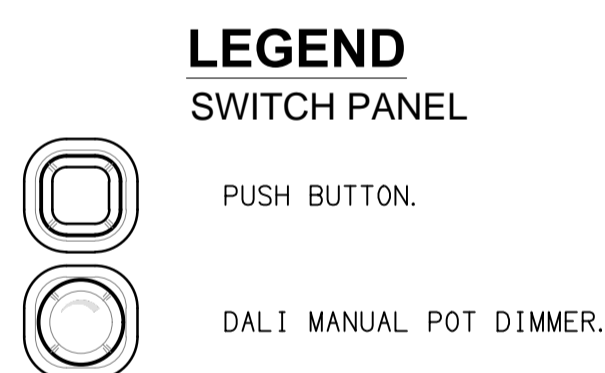 LEGEND
SWITCH PANEL
PUSH BUTTON.
DALI MANUAL POT DIMMER.